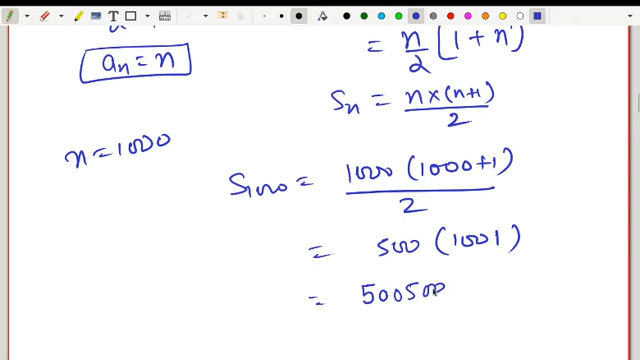 = n/2 [1 + n]
aₙ = n
Sₙ = n×(n+1)/2
n = 1000
S₁₀₀₀ = 1000 (1000+1)/2
= 500 (1001)
= 500500